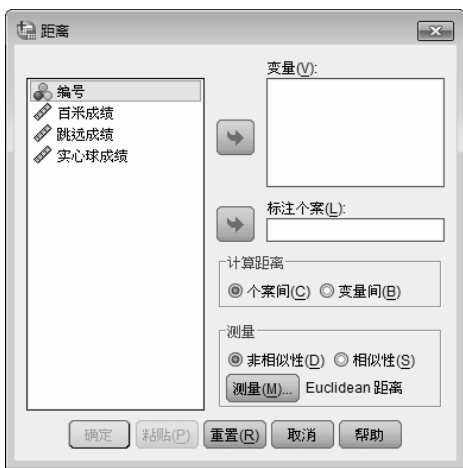 距离
变量(V):
编号
百米成绩
跳远成绩
实心球成绩
标注个案(L):
计算距离
个案间(C) 变量间(B)
测量
非相似性(D) 相似性(S)
测量(M)... Euclidean 距离
确定 粘贴(P) 重置(R) 取消 帮助